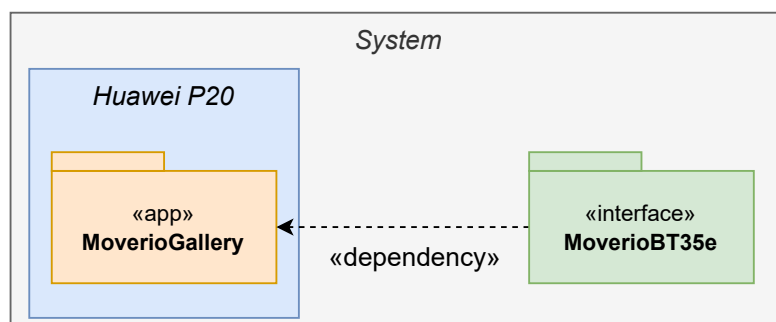 System
Huawei P20
«app»
MoverioGallery
«dependency»
«interface»
MoverioBT35e